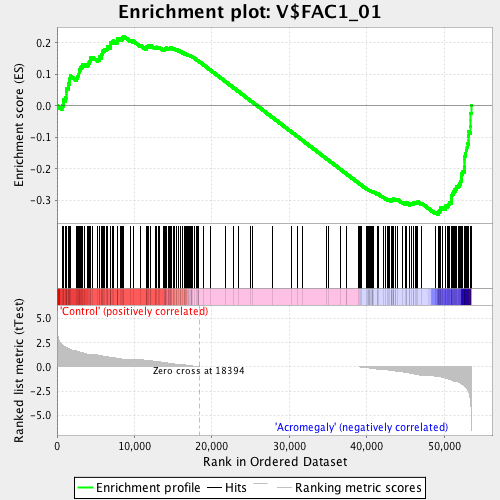 Enrichment plot: V$FAC1_01
Enrichment score (ES)
0.2
0.1
0.0
-0.1
-0.2
-0.3
'Control' (positively correlated)
Ranked list metric (tTest)
5.0
2.5
0.0
-2.5
-5.0
Zero cross at 18394
'Acromegaly' (negatively correlated)
0
10,000
20,000
30,000
40,000
50,000
Rank in Ordered Dataset
Enrichment profile
Hits
Ranking metric scores